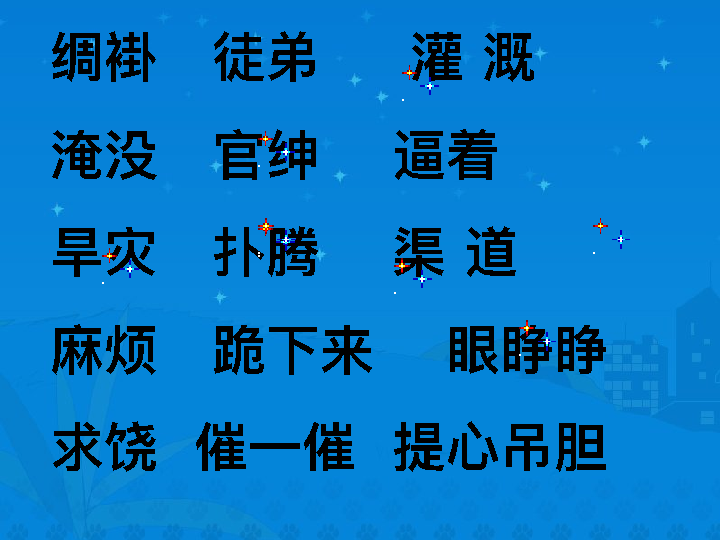 绸褂 徒弟 灌 溉
淹没 官绅 逼着
旱灾 扑腾 渠 道
麻烦 跪下来 眼睁睁
求饶 催一催 提心吊胆